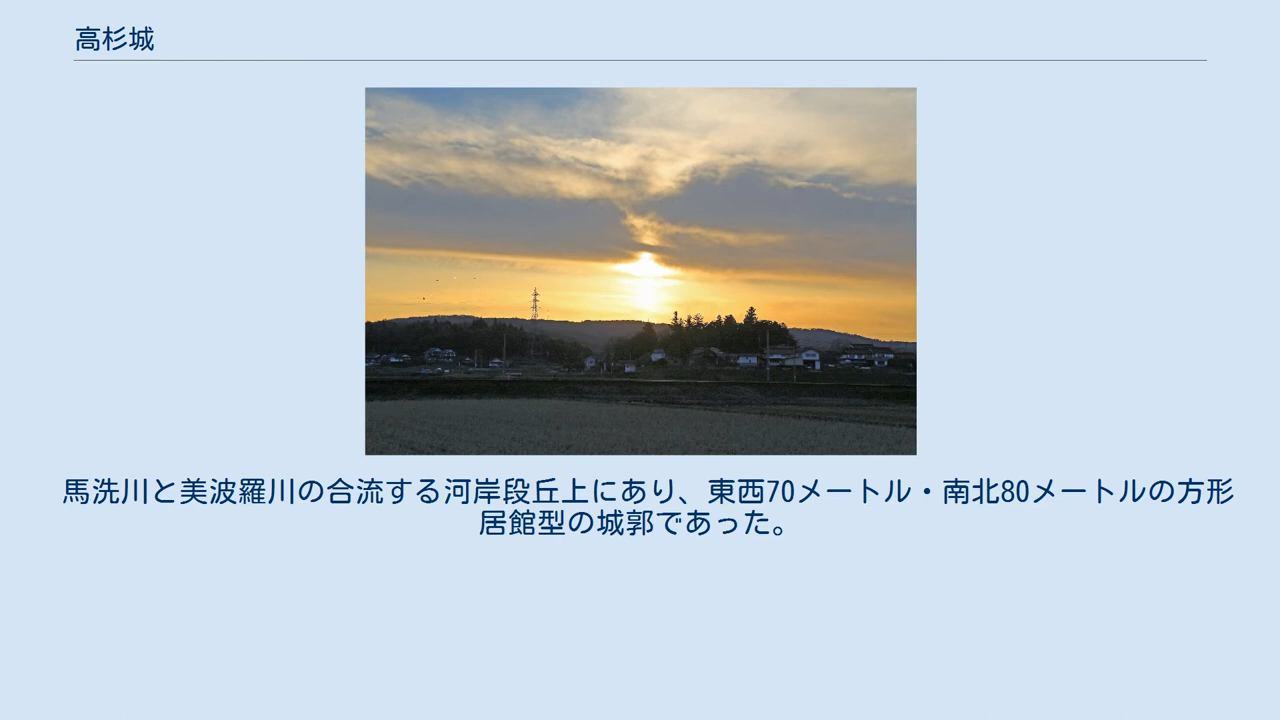 高杉城
馬洗川と美波羅川の合流する河岸段丘上にあり、東西70メートル・南北80メートルの方形
居館型の城郭であった。